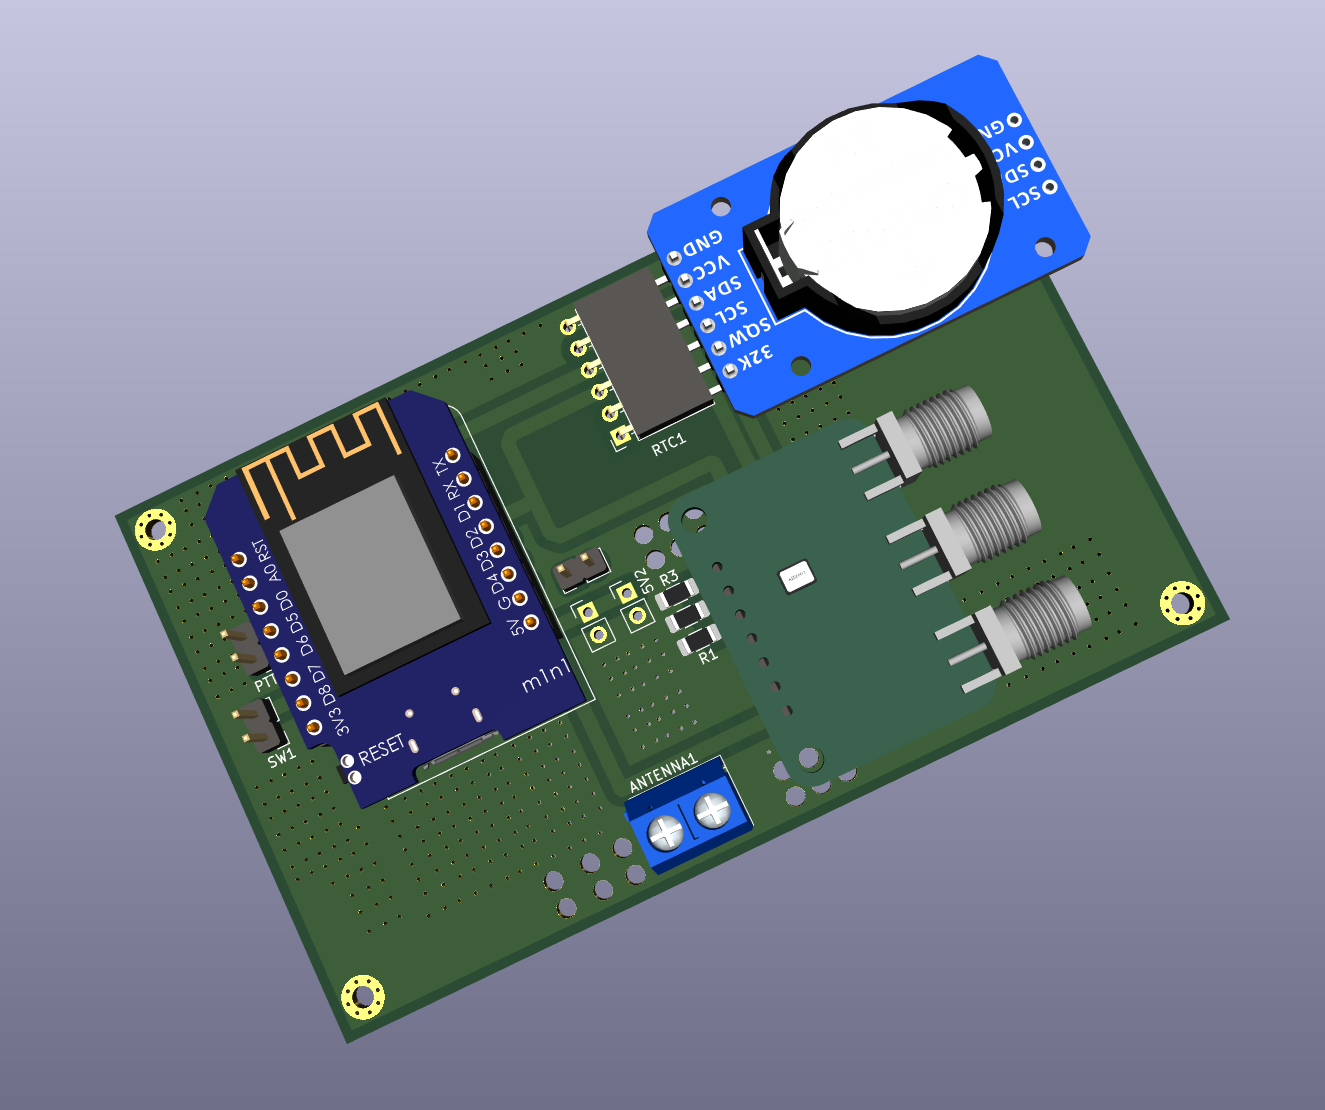 GND
VCC
SDA
SCL
SQW
32K
GN
VC
SD
SCL
RTC1
TX
RX
D1
D2
D3
D4
G
5V
RST
A0
D0
D5
D6
D7
D8
3V3
RESET
mini
PTT
SW1
5V2
R3
R1
ANTENNA1